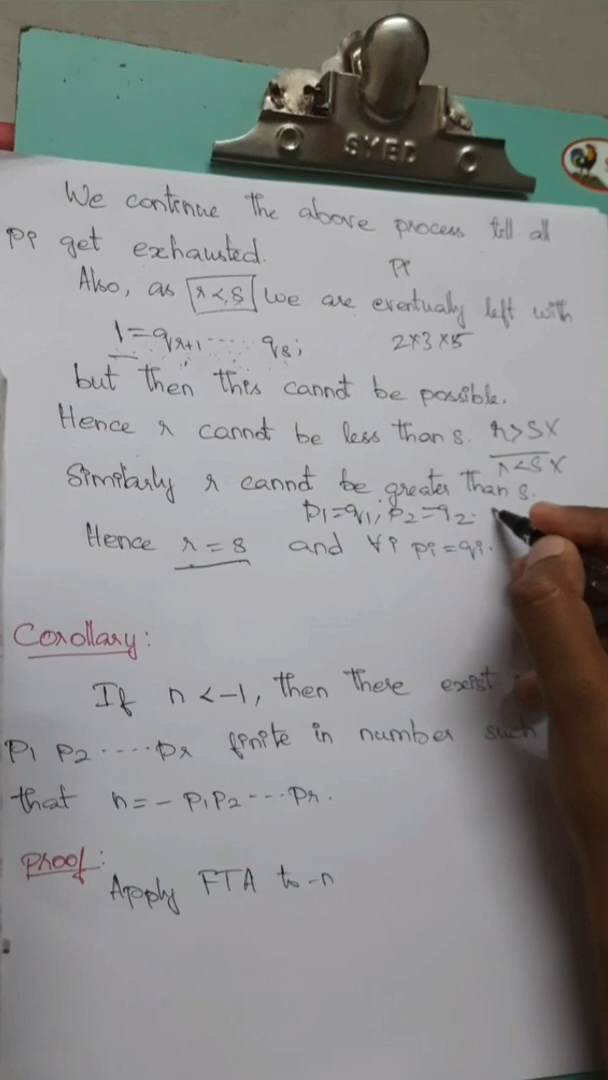 SYED
We continue the above process till all
Pi get exhausted.
Pi
Also, as r<s we are eventually left with
1=qr+1 ..... qs;
2×3×5
but then this cannot be possible.
Hence r cannot be less than s. r>s×
r<s×
Similarly r cannot be greater than s.
p1=q1, p2=q2.
Hence r=s and ∀i pi=qi.
Corollary:
If n<-1, then there exist
P1 P2 ..... Pr finite in number such
that n=-P1P2---Pr.
Proof:
Apply FTA to -n